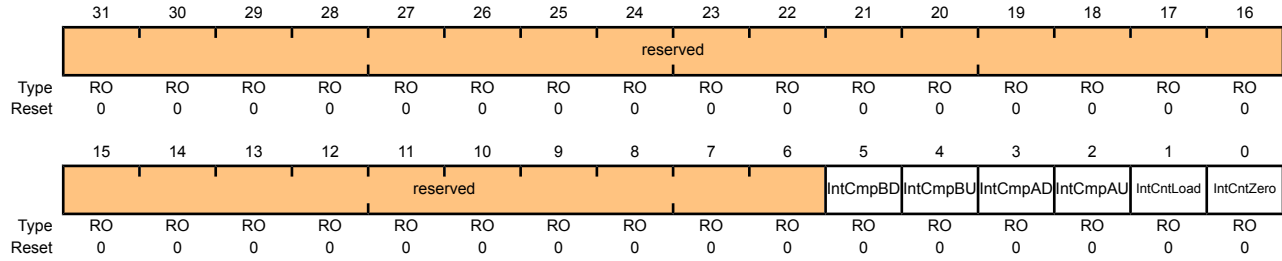 31 30 29 28 27 26 25 24 23 22 21 20 19 18 17 16
reserved
Type RO RO RO RO RO RO RO RO RO RO RO RO RO RO RO RO
Reset 0 0 0 0 0 0 0 0 0 0 0 0 0 0 0 0
15 14 13 12 11 10 9 8 7 6 5 4 3 2 1 0
reserved IntCmpBD IntCmpBU IntCmpAD IntCmpAU IntCntLoad IntCntZero
Type RO RO RO RO RO RO RO RO RO RO RO RO RO RO RO RO
Reset 0 0 0 0 0 0 0 0 0 0 0 0 0 0 0 0